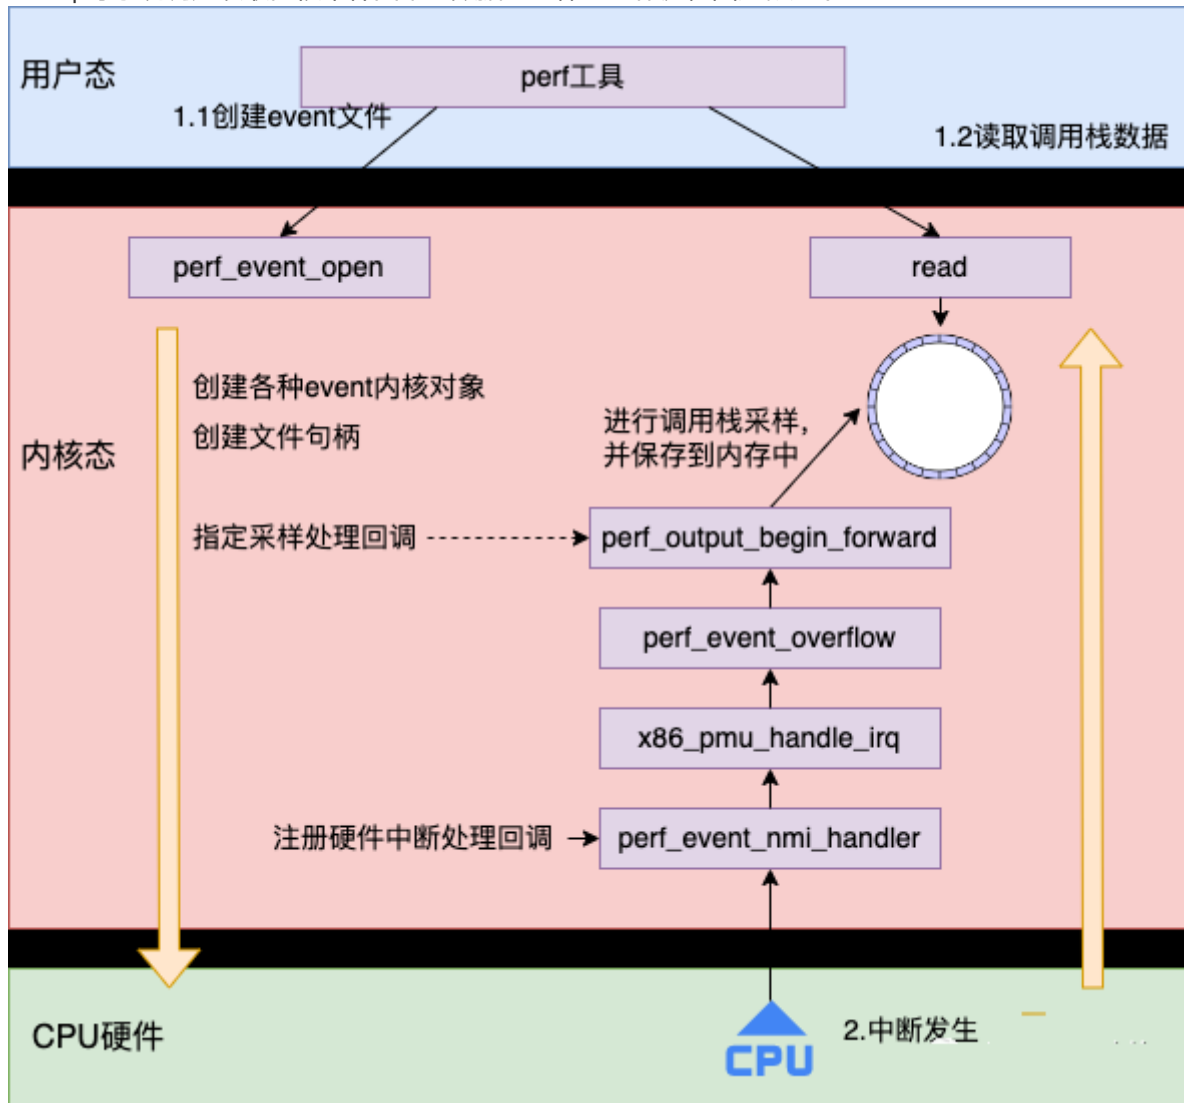 用户态
perf工具
1.1创建event文件
1.2读取调用栈数据
perf_event_open
read
创建各种event内核对象
创建文件句柄
内核态
进行调用栈采样,
并保存到内存中
指定采样处理回调
perf_output_begin_forward
perf_event_overflow
x86_pmu_handle_irq
注册硬件中断处理回调
perf_event_nmi_handler
CPU硬件
CPU
2.中断发生